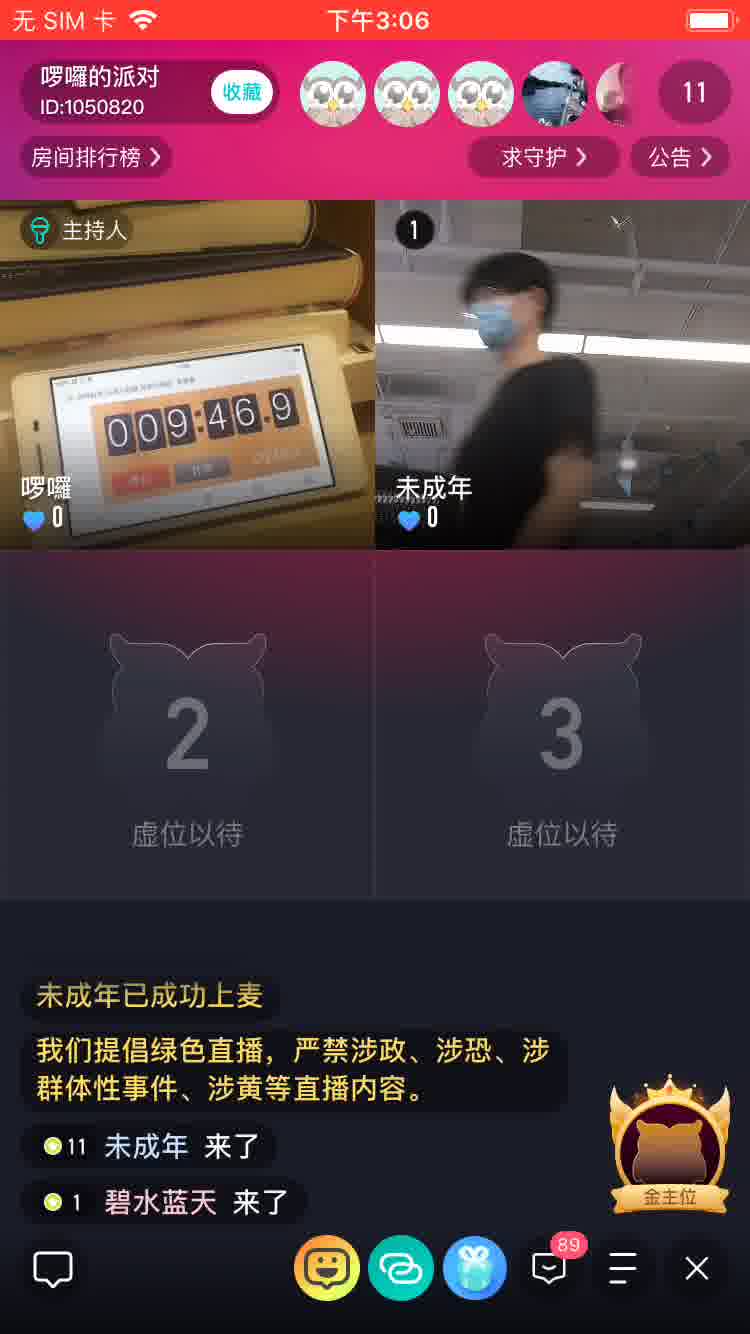 无 SIM 卡
下午3:06
啰囉的派对
收藏
ID:1050820
11
房间排行榜
求守护
公告
主持人
1
009:46.9
啰囉
0
未成年
0
2
3
虚位以待
虚位以待
未成年已成功上麦
我们提倡绿色直播，严禁涉政、涉恐、涉
群体性事件、涉黄等直播内容。
11 未成年 来了
1 碧水蓝天 来了
金主位
89